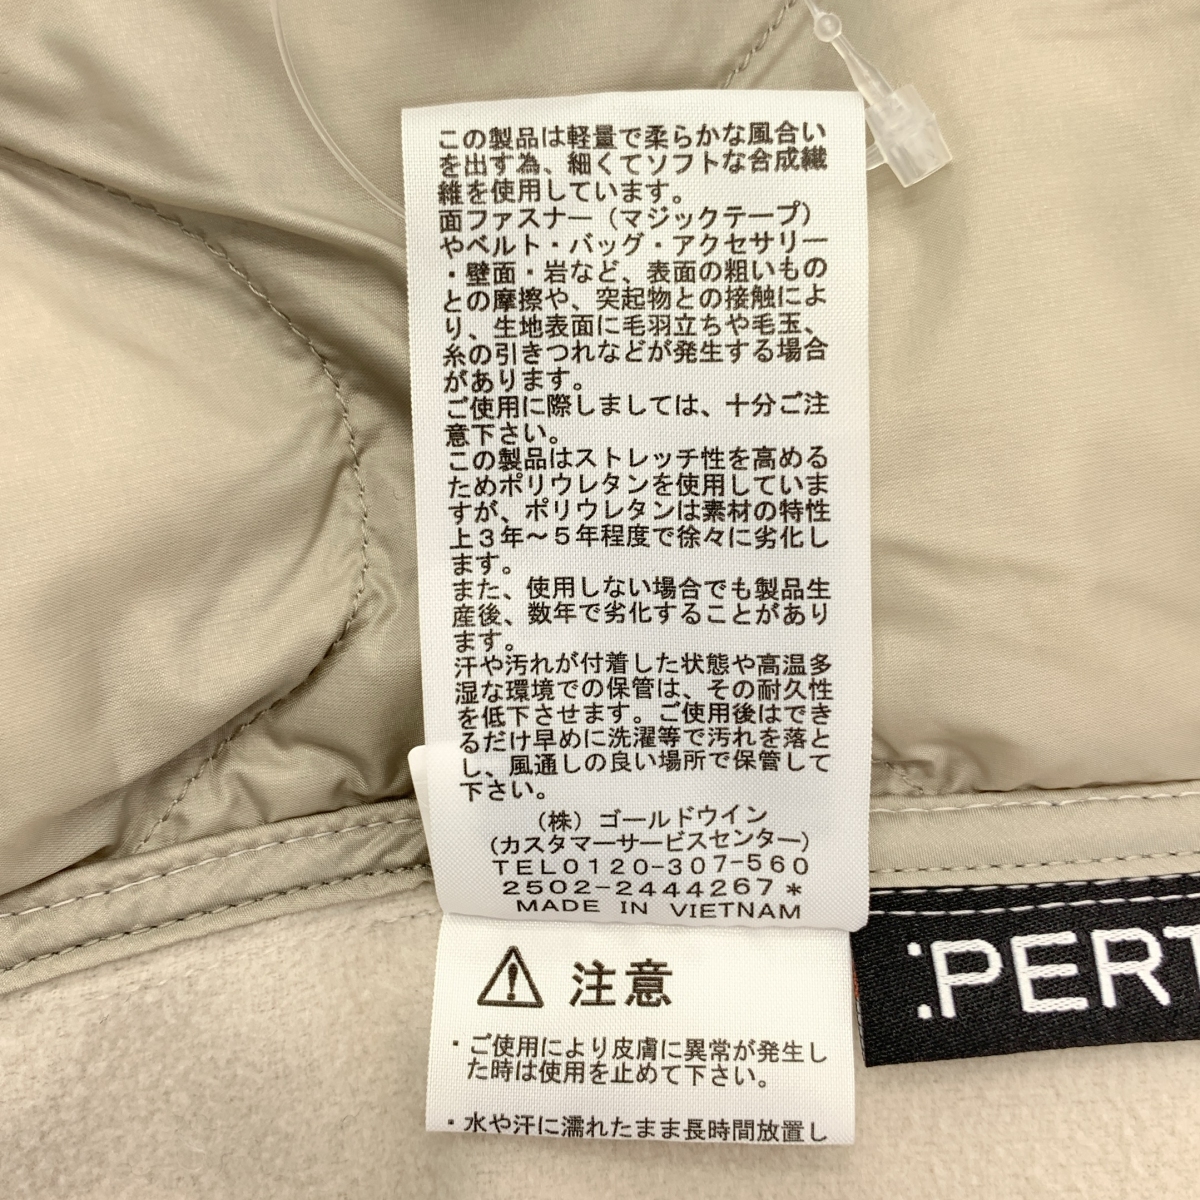 この製品は軽量で柔らかな風合い
を出す為、細くてソフトな合成繊
維を使用しています。
面ファスナー（マジックテープ）
やベルト・バッグ・アクセサリー
・壁面・岩など、表面の粗いもの
との摩擦や、突起物との接触によ
り、生地表面に毛羽立ちや毛玉、
糸の引きつれなどが発生する場合
があります。
ご使用に際しましては、十分ご注
意下さい。
この製品はストレッチ性を高める
ためポリウレタンを使用していま
すが、ポリウレタンは素材の特性
上３年～５年程度で徐々に劣化し
ます。
また、使用しない場合でも製品生
産後、数年で劣化することがあり
ます。
汗や汚れが付着した状態や高温多
湿な環境での保管は、その耐久性
を低下させます。ご使用後はでき
るだけ早めに洗濯等で汚れを落と
し、風通しの良い場所で保管して
下さい。
（株）ゴールドウイン
（カスタマーサービスセンター）
TEL0120-307-560
2502-2444267*
MADE IN VIETNAM
注意
・ご使用により皮膚に異常が発生し
た時は使用を止めて下さい。
・水や汗に濡れたまま長時間放置し
:PERT